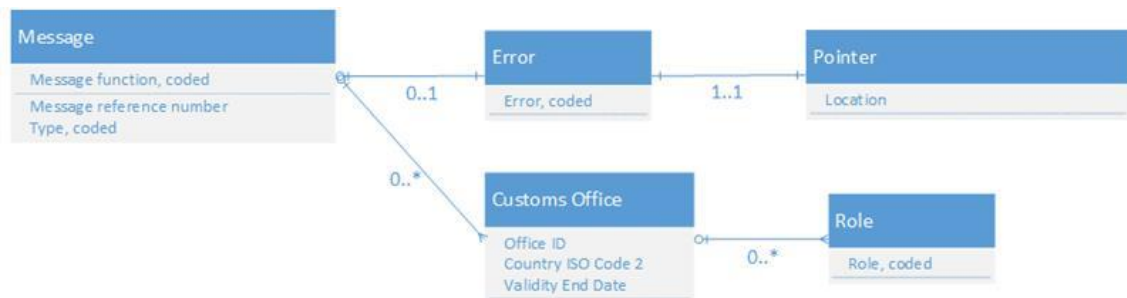 Message
Message function, coded
Message reference number
Type, coded
0..1
Error
Error, coded
1..1
Pointer
Location
0..*
Customs Office
Office ID
Country ISO Code 2
Validity End Date
0..*
Role
Role, coded